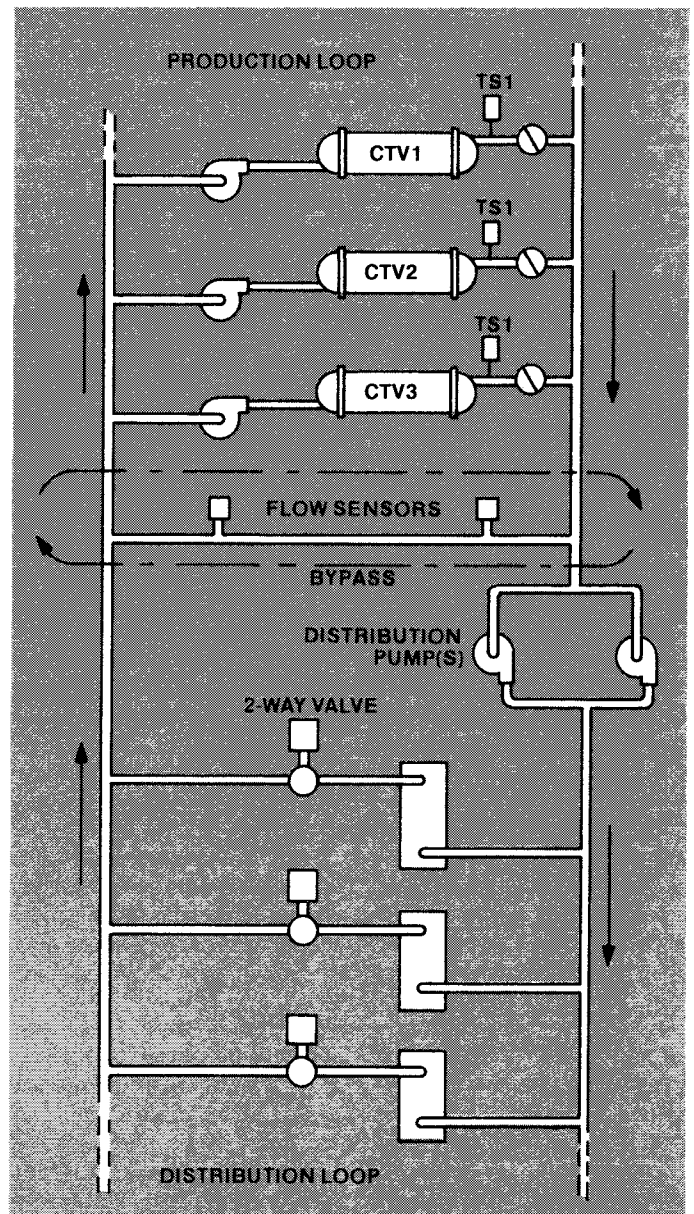 PRODUCTION LOOP
TS1
CTV1
TS1
CTV2
TS1
CTV3
FLOW SENSORS
BYPASS
DISTRIBUTION
PUMP(S)
2-WAY VALVE
DISTRIBUTION LOOP